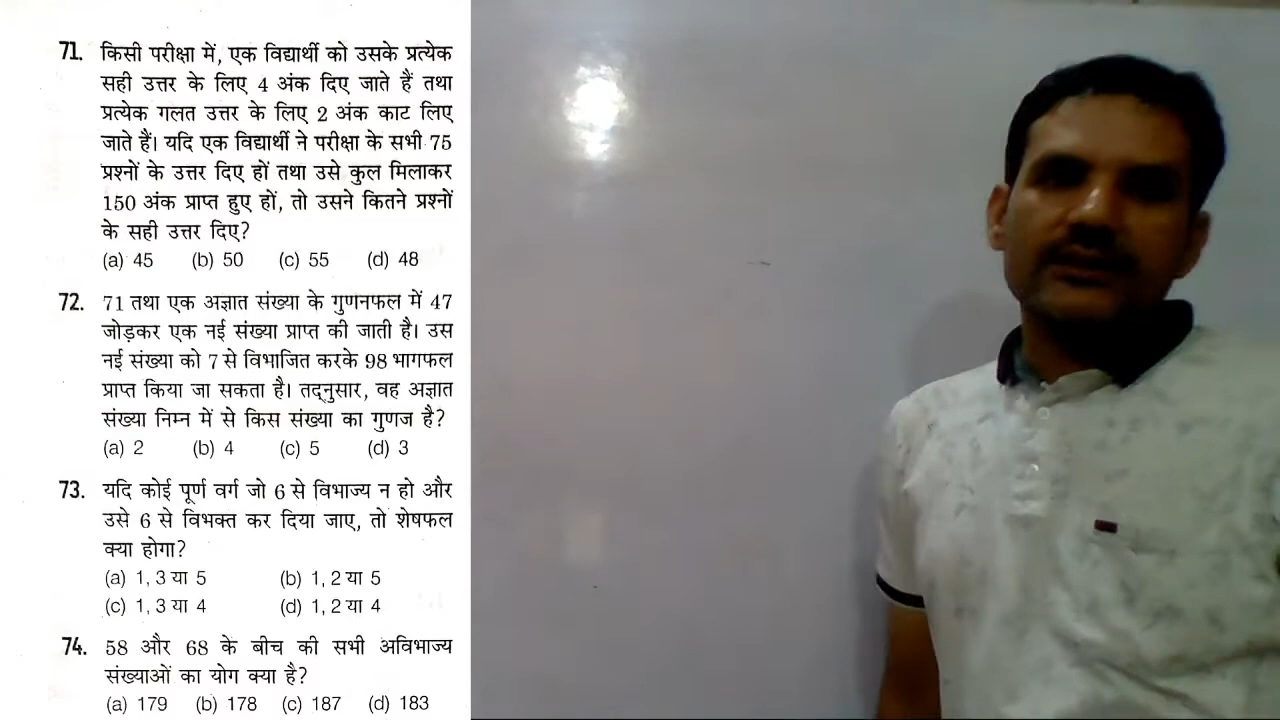 71. किसी परीक्षा में, एक विद्यार्थी को उसके प्रत्येक
सही उत्तर के लिए 4 अंक दिए जाते हैं तथा
प्रत्येक गलत उत्तर के लिए 2 अंक काट लिए
जाते हैं। यदि एक विद्यार्थी ने परीक्षा के सभी 75
प्रश्नों के उत्तर दिए हों तथा उसे कुल मिलाकर
150 अंक प्राप्त हुए हों, तो उसने कितने प्रश्नों
के सही उत्तर दिए?
(a) 45 (b) 50 (c) 55 (d) 48
72. 71 तथा एक अज्ञात संख्या के गुणनफल में 47
जोड़कर एक नई संख्या प्राप्त की जाती है। उस
नई संख्या को 7 से विभाजित करके 98 भागफल
प्राप्त किया जा सकता है। तद्नुसार, वह अज्ञात
संख्या निम्न में से किस संख्या का गुणज है?
(a) 2 (b) 4 (c) 5 (d) 3
73. यदि कोई पूर्ण वर्ग जो 6 से विभाज्य न हो और
उसे 6 से विभक्त कर दिया जाए, तो शेषफल
क्या होगा?
(a) 1, 3 या 5 (b) 1, 2 या 5
(c) 1, 3 या 4 (d) 1, 2 या 4
74. 58 और 68 के बीच की सभी अविभाज्य
संख्याओं का योग क्या है?
(a) 179 (b) 178 (c) 187 (d) 183